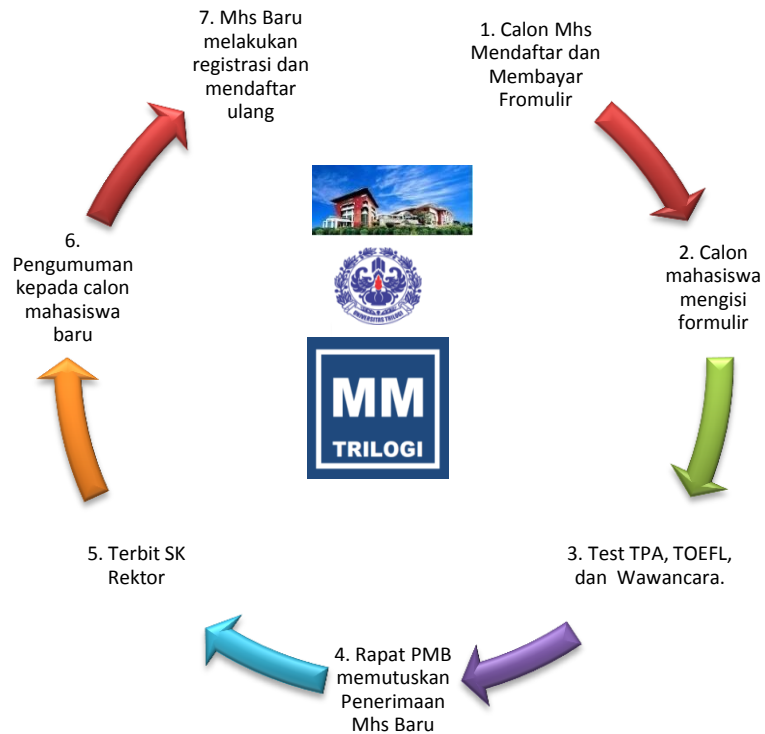 1. Calon Mhs
Mendaftar dan
Membayar
Fromulir
2. Calon
mahasiswa
mengisi
formulir
3. Test TPA, TOEFL,
dan Wawancara.
4. Rapat PMB
memutuskan
Penerimaan
Mhs Baru
5. Terbit SK
Rektor
6.
Pengumuman
kepada calon
mahasiswa
baru
7. Mhs Baru
melakukan
registrasi dan
mendaftar
ulang
UNIVERSITAS TRILOGI
MM
TRILOGI